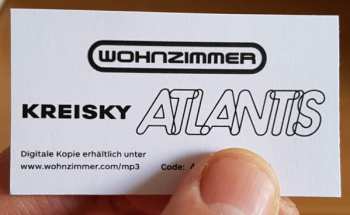 WOHNZIMMER
KREISKY ATLANTIS
Digitale Kopie erhältlich unter
www.wohnzimmer.com/mp3 Code: